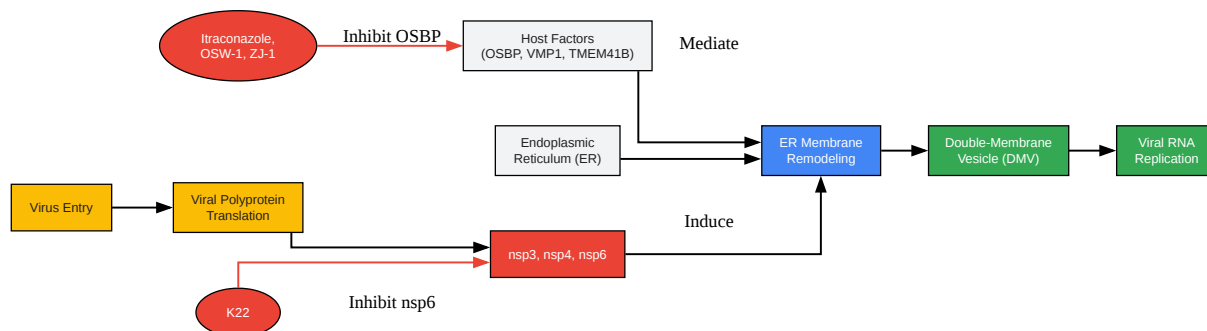 Itraconazole,
OSW-1, ZJ-1
Inhibit OSBP
Host Factors
(OSBP, VMP1, TMEM41B)
Mediate
Endoplasmic
Reticulum (ER)
ER Membrane
Remodeling
Double-Membrane
Vesicle (DMV)
Viral RNA
Replication
Virus Entry
Viral Polyprotein
Translation
Induce
nsp3, nsp4, nsp6
K22
Inhibit nsp6